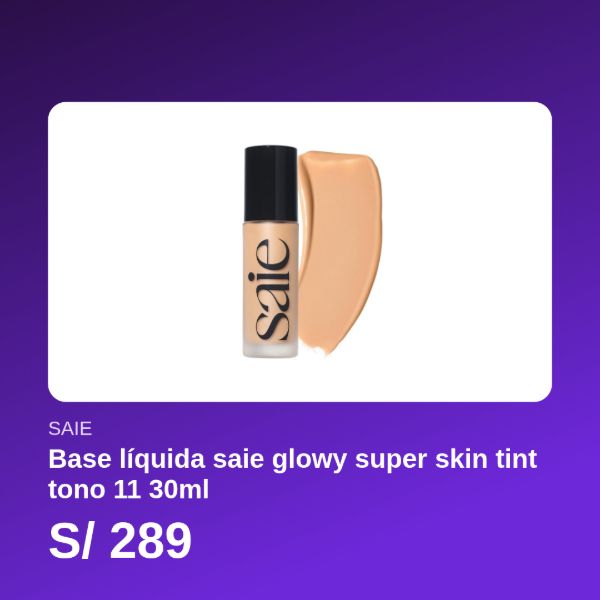 saie
SAIE
Base líquida saie glowy super skin tint
tono 11 30ml
S/ 289